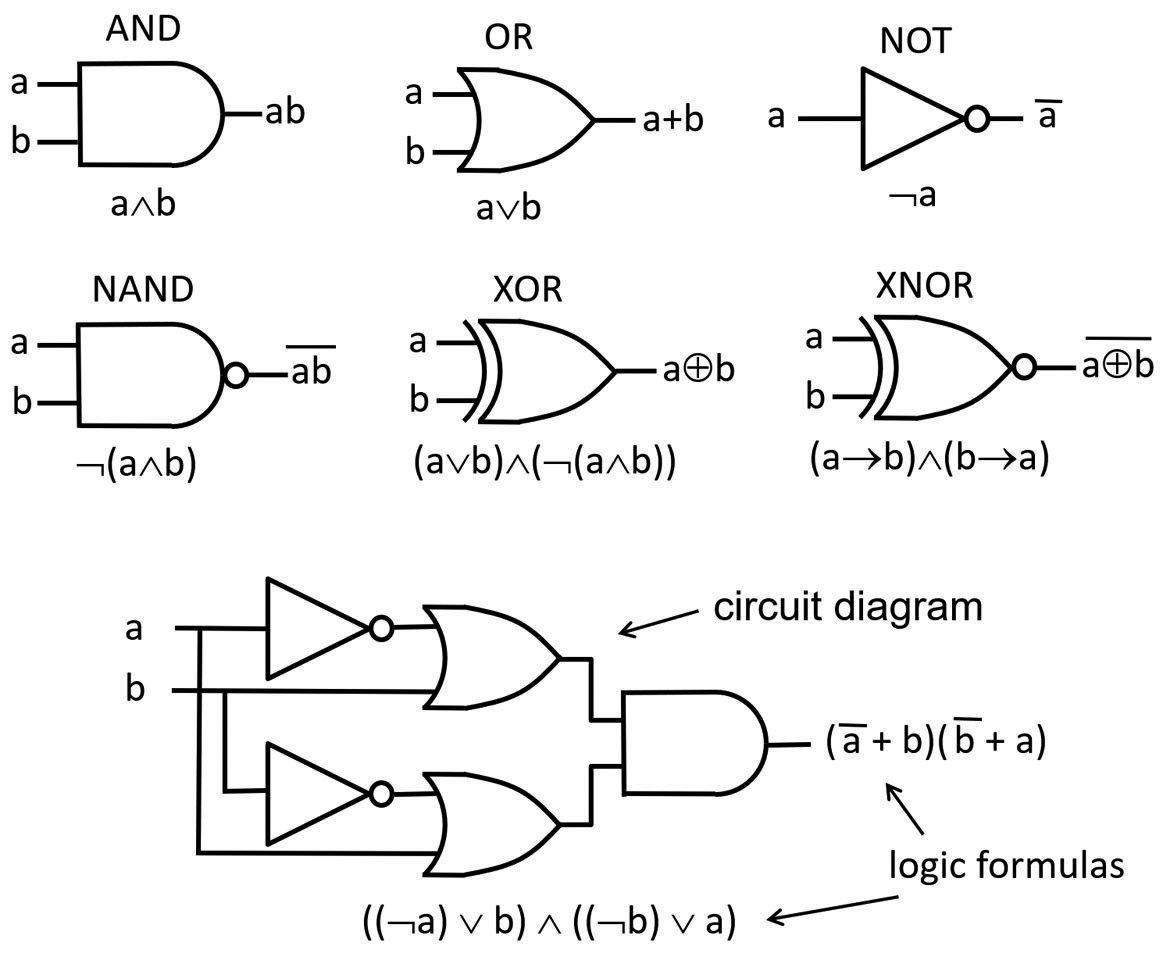 AND
a
b
ab
a∧b
OR
a
b
a+b
a∨b
NOT
a
a̅
¬a
NAND
a
b
a̅b̅
¬(a∧b)
XOR
a
b
a⊕b
(a∨b)∧(¬(a∧b))
XNOR
a
b
a̅⊕̅b̅
(a→b)∧(b→a)
circuit diagram
a
b
(a̅ + b)(b̅ + a)
logic formulas
((¬a) ∨ b) ∧ ((¬b) ∨ a)